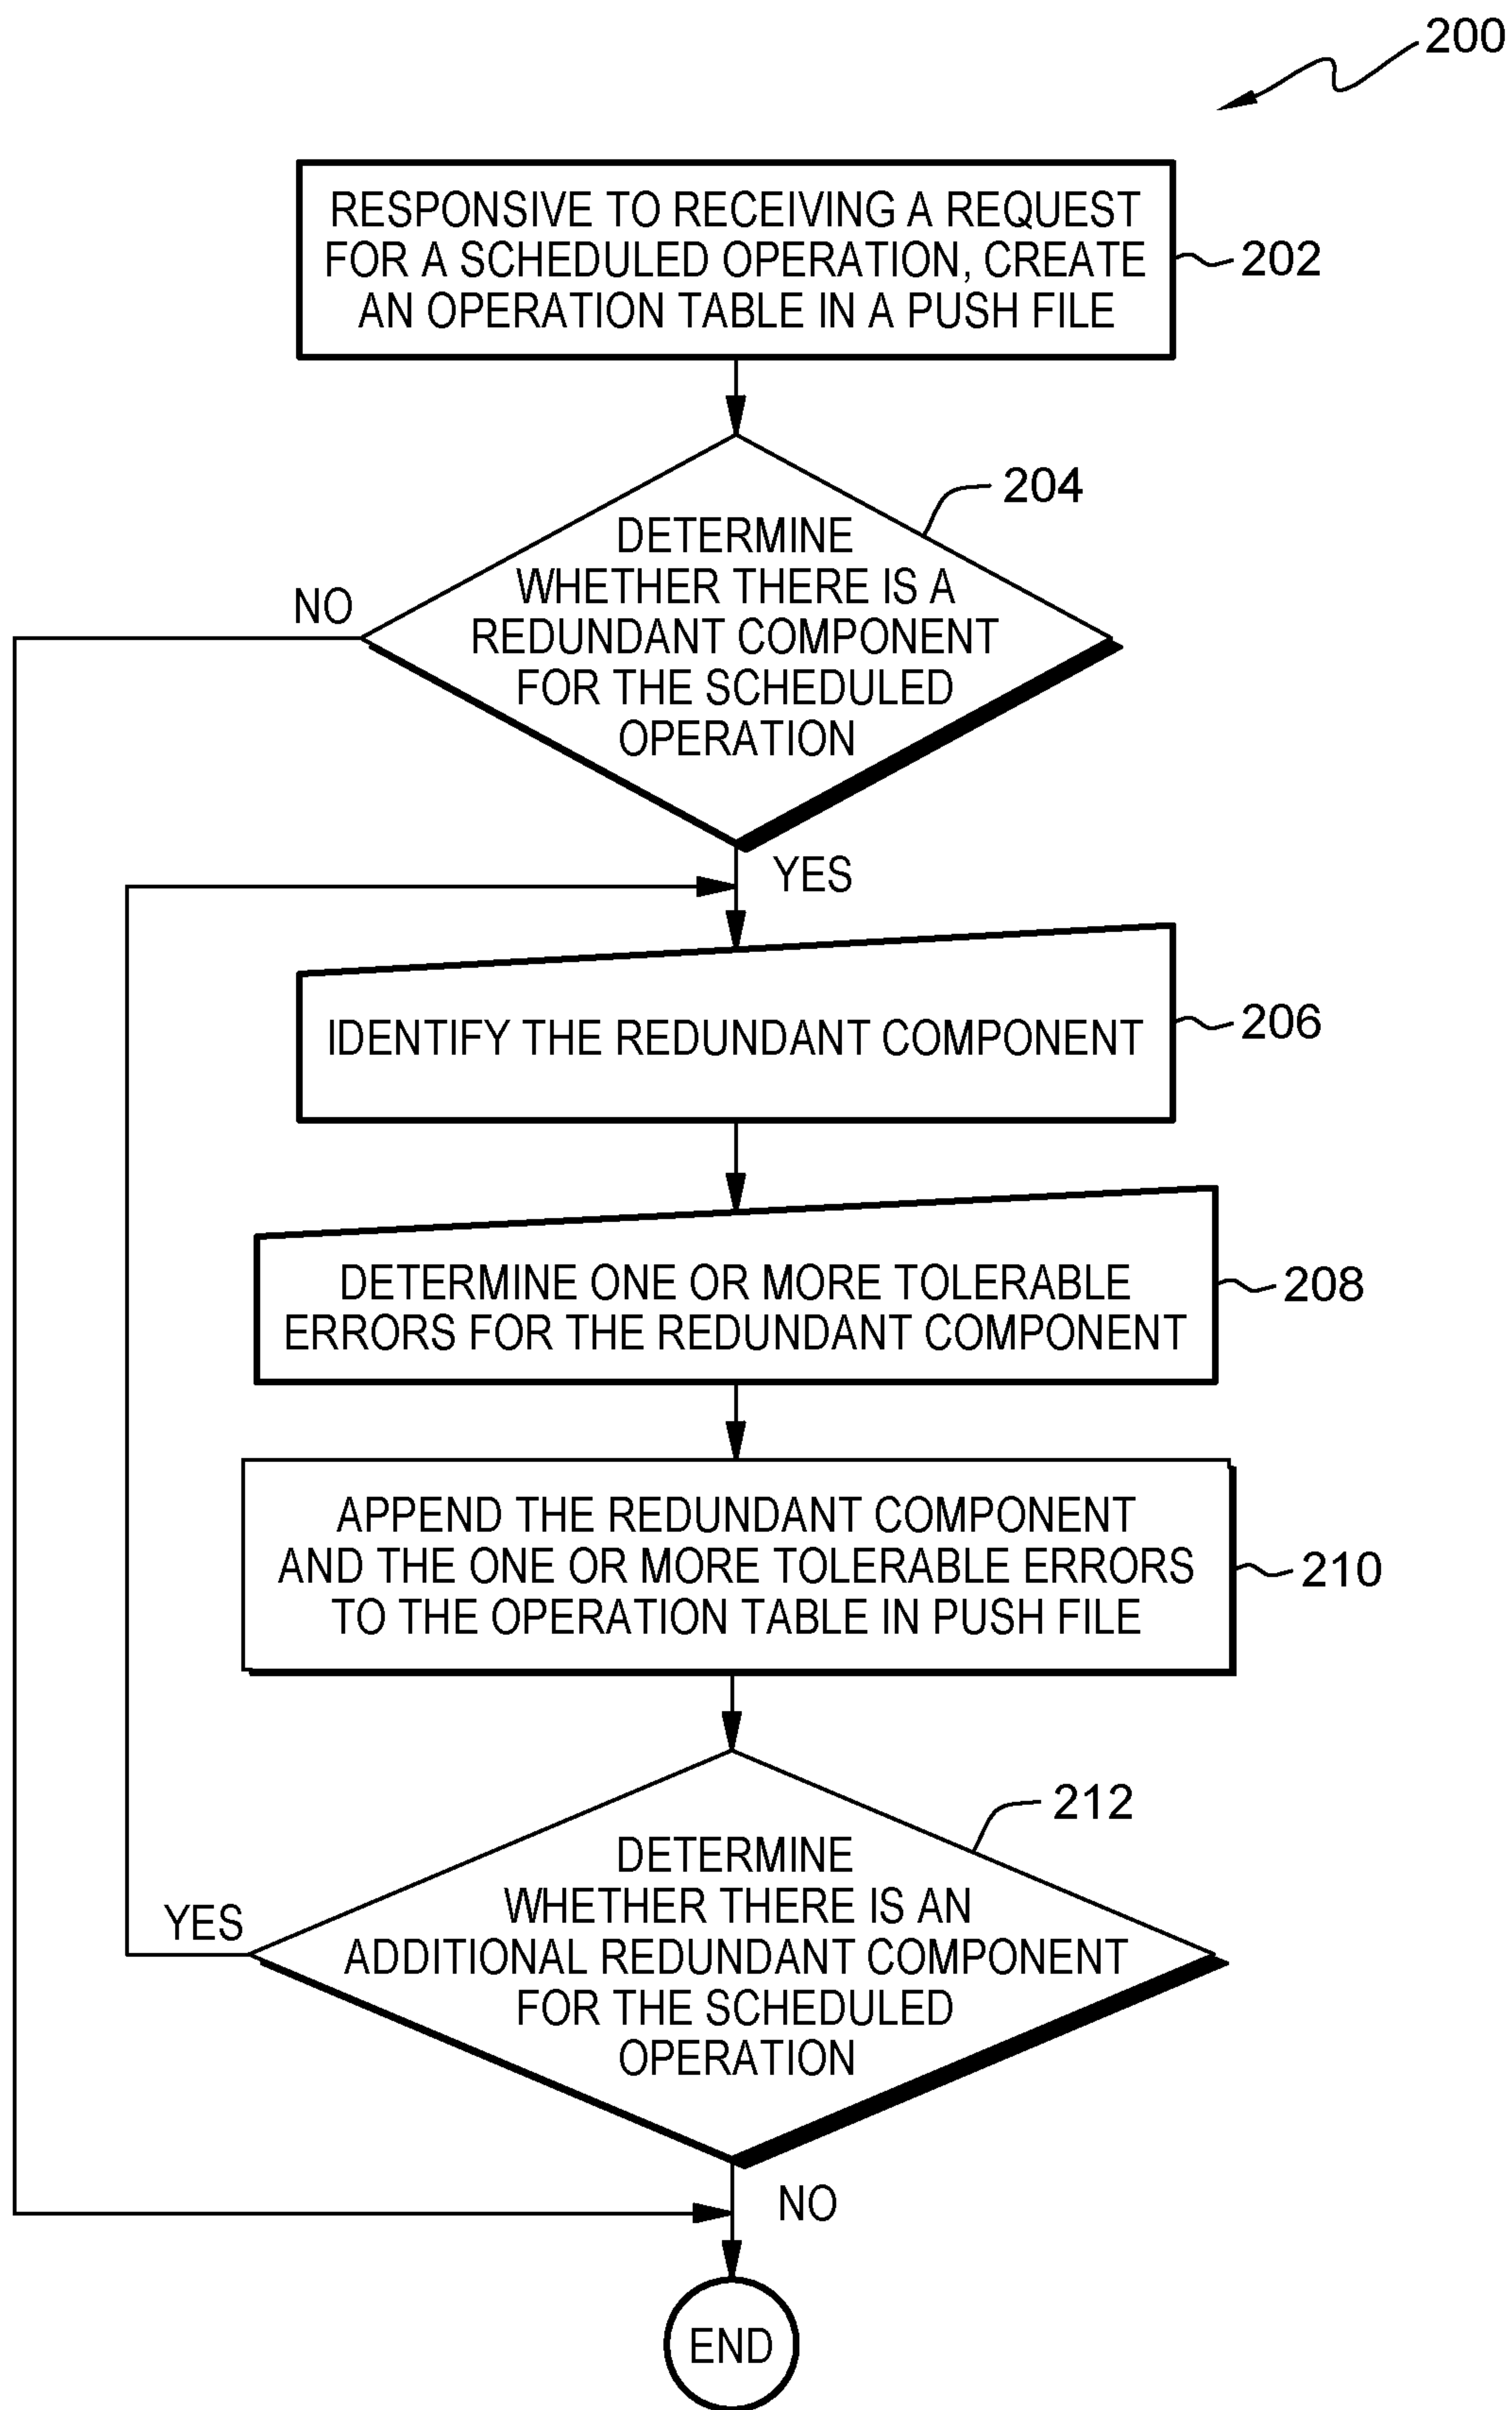 200
RESPONSIVE TO RECEIVING A REQUEST
FOR A SCHEDULED OPERATION, CREATE
AN OPERATION TABLE IN A PUSH FILE
202
204
DETERMINE
WHETHER THERE IS A
REDUNDANT COMPONENT
FOR THE SCHEDULED
OPERATION
NO
YES
IDENTIFY THE REDUNDANT COMPONENT
206
DETERMINE ONE OR MORE TOLERABLE
ERRORS FOR THE REDUNDANT COMPONENT
208
APPEND THE REDUNDANT COMPONENT
AND THE ONE OR MORE TOLERABLE ERRORS
TO THE OPERATION TABLE IN PUSH FILE
210
212
DETERMINE
WHETHER THERE IS AN
ADDITIONAL REDUNDANT COMPONENT
FOR THE SCHEDULED
OPERATION
YES
NO
END